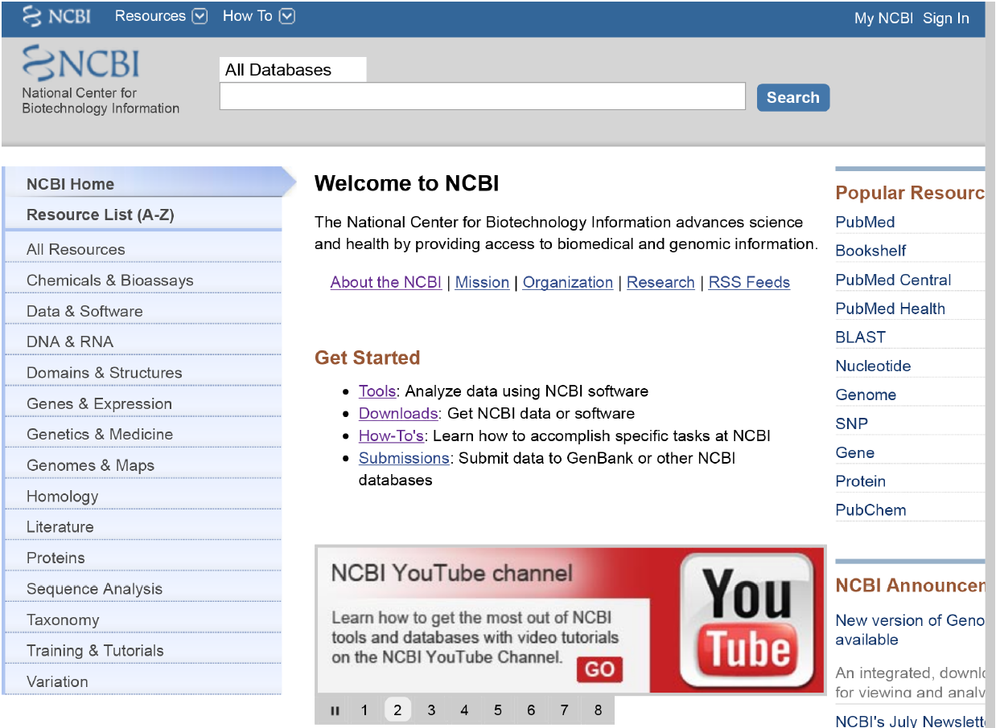 NCBI Resources How To My NCBI Sign In
NCBI
National Center for
Biotechnology Information
All Databases
Search
NCBI Home
Resource List (A-Z)
All Resources
Chemicals & Bioassays
Data & Software
DNA & RNA
Domains & Structures
Genes & Expression
Genetics & Medicine
Genomes & Maps
Homology
Literature
Proteins
Sequence Analysis
Taxonomy
Training & Tutorials
Variation
Welcome to NCBI
The National Center for Biotechnology Information advances science
and health by providing access to biomedical and genomic information.
About the NCBI | Mission | Organization | Research | RSS Feeds
Get Started
• Tools: Analyze data using NCBI software
• Downloads: Get NCBI data or software
• How-To's: Learn how to accomplish specific tasks at NCBI
• Submissions: Submit data to GenBank or other NCBI
databases
NCBI YouTube channel
Learn how to get the most out of NCBI
tools and databases with video tutorials
on the NCBI YouTube Channel.
GO
You
Tube
1 2 3 4 5 6 7 8
Popular Resourc
PubMed
Bookshelf
PubMed Central
PubMed Health
BLAST
Nucleotide
Genome
SNP
Gene
Protein
PubChem
NCBI Announcen
New version of Geno
available
An integrated, downlo
for viewing and analy
NCBI's July Newslett